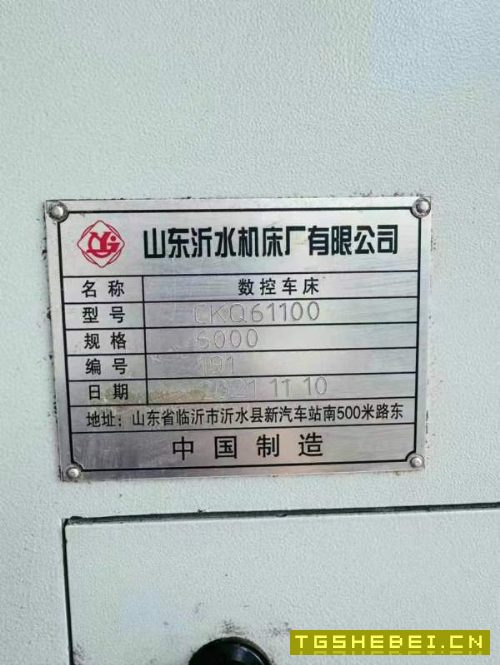 山东沂水机床厂有限公司
名称 数控车床
型号 CKQ61100
规格
编号 191
日期 2021 11 10
地址: 山东省临沂市沂水县新汽车站南500米路东
中国制造
TGSHEBEI.CN